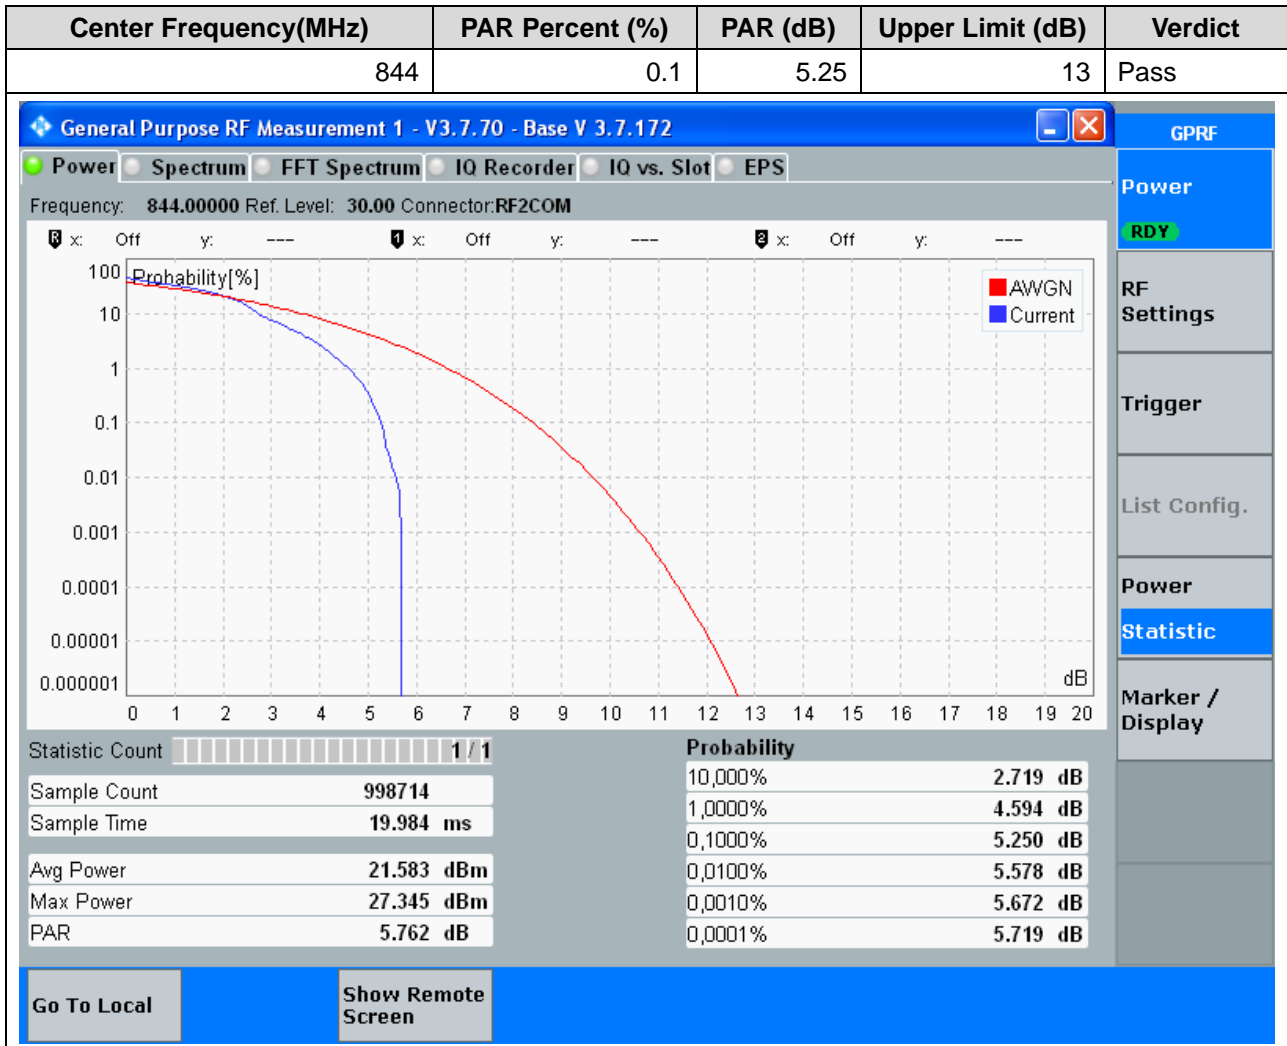 Center Frequency(MHz) PAR Percent (%) PAR (dB) Upper Limit (dB) Verdict
844 0.1 5.25 13 Pass
General Purpose RF Measurement 1 - V3.7.70 - Base V 3.7.172
GPRF
Power Spectrum FFT Spectrum IQ Recorder IQ vs. Slot EPS
Frequency: 844.00000 Ref. Level: 30.00 Connector:RF2COM
R x: Off y: --- 1 x: Off y: --- 2 x: Off y: ---
Probability[%]
100
10
1
0.1
0.01
0.001
0.0001
0.00001
0.000001
AWGN
Current
dB
0 1 2 3 4 5 6 7 8 9 10 11 12 13 14 15 16 17 18 19 20
Statistic Count 1 / 1
Sample Count 998714
Sample Time 19.984 ms
Avg Power 21.583 dBm
Max Power 27.345 dBm
PAR 5.762 dB
Probability
10,000% 2.719 dB
1,0000% 4.594 dB
0,1000% 5.250 dB
0,0100% 5.578 dB
0,0010% 5.672 dB
0,0001% 5.719 dB
Power
RDY
RF
Settings
Trigger
List Config.
Power
Statistic
Marker /
Display
Go To Local
Show Remote
Screen